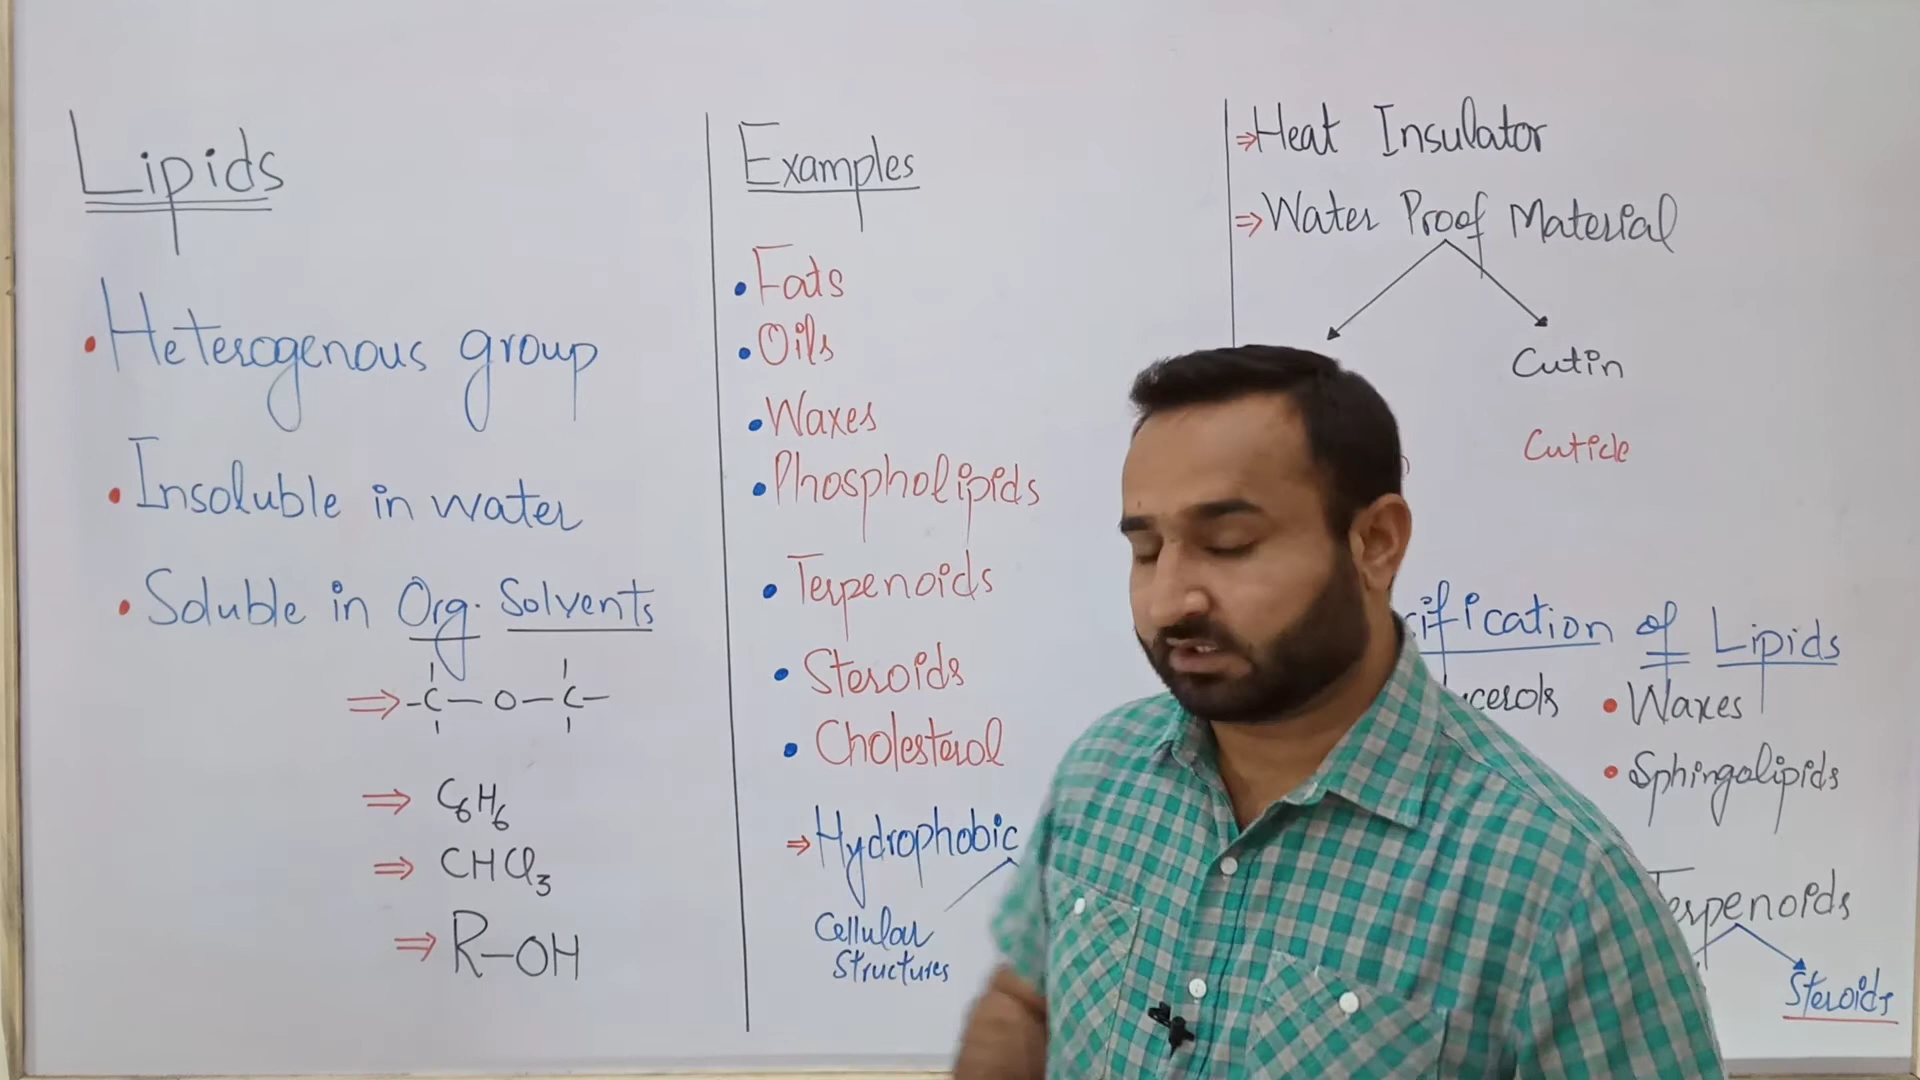 Lipids
• Heterogenous group
• Insoluble in water
• Soluble in Org. Solvents
⇒ -C-O-C-
⇒ C6H6
⇒ CHCl3
⇒ R-OH
Examples
• Fats
• Oils
• Waxes
• Phospholipids
• Terpenoids
• Steroids
• Cholesterol
⇒ Hydrophobic
Cellular
Structures
⇒ Heat Insulator
⇒ Water Proof Material
Cutin
Cuticle
of Lipids
• Waxes
• Sphingolipids
Terpenoids
Steroids